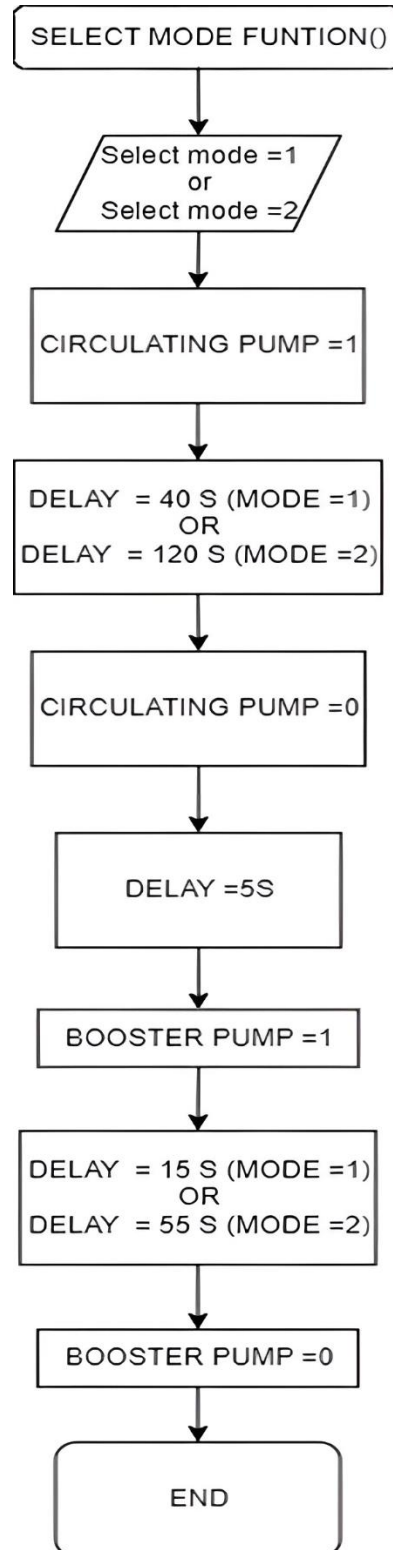 SELECT MODE FUNTION()
Select mode =1
or
Select mode =2
CIRCULATING PUMP =1
DELAY = 40 S (MODE =1)
OR
DELAY = 120 S (MODE =2)
CIRCULATING PUMP =0
DELAY =5S
BOOSTER PUMP =1
DELAY = 15 S (MODE =1)
OR
DELAY = 55 S (MODE =2)
BOOSTER PUMP =0
END